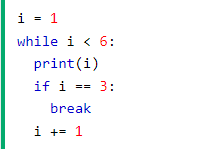 i = 1
while i < 6:
  print(i)
  if i == 3:
    break
  i += 1